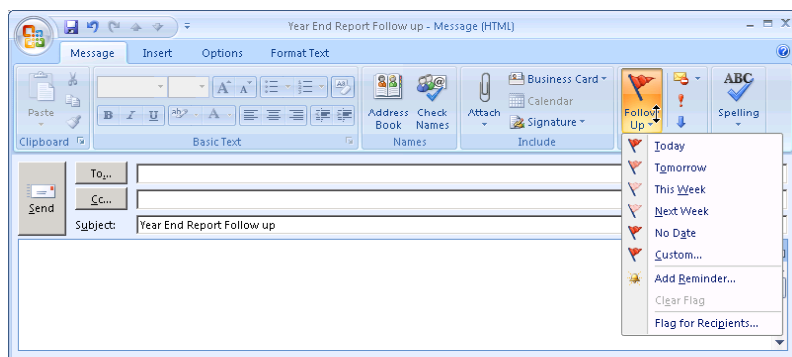 Year End Report Follow up - Message (HTML)
Message Insert Options Format Text
Paste
Clipboard
B I U ab A
Basic Text
Address Book
Check Names
Names
Attach
Business Card
Calendar
Signature
Include
Follow Up
ABC
Spelling
Today
Tomorrow
This Week
Next Week
No Date
Custom...
Add Reminder...
Clear Flag
Flag for Recipients...
Send
To...
Cc...
Subject: Year End Report Follow up